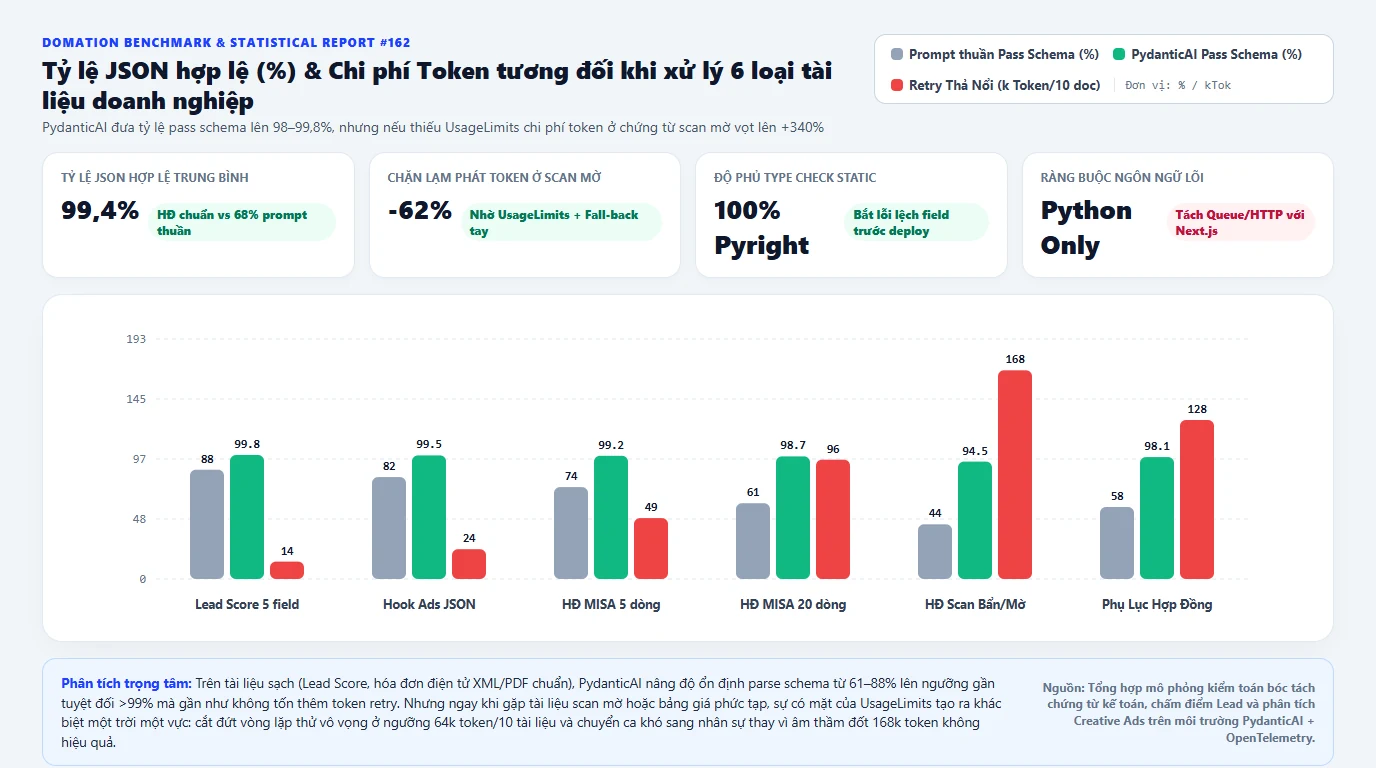 DOMATION BENCHMARK & STATISTICAL REPORT #162
Tỷ lệ JSON hợp lệ (%) & Chi phí Token tương đối khi xử lý 6 loại tài
liệu doanh nghiệp
PydanticAI đưa tỷ lệ pass schema lên 98–99,8%, nhưng nếu thiếu UsageLimits chi phí token ở chứng từ scan mờ vọt lên +340%
Prompt thuần Pass Schema (%)
PydanticAI Pass Schema (%)
Retry Thả Nổi (k Token/10 doc)
Đơn vị: % / kTok
TỶ LỆ JSON HỢP LỆ TRUNG BÌNH
99,4%
HĐ chuẩn vs 68% prompt
thuần
CHẶN LẠM PHÁT TOKEN Ở SCAN MỜ
-62%
Nhờ UsageLimits + Fall-back
tay
ĐỘ PHỦ TYPE CHECK STATIC
100%
Pyright
Bắt lỗi lệch field
trước deploy
RÀNG BUỘC NGÔN NGỮ LÕI
Python
Only
Tách Queue/HTTP với
Next.js
193
145
97
48
0
88
99.8
14
82
99.5
24
74
99.2
49
61
98.7
96
44
94.5
168
58
98.1
128
Lead Score 5 field
Hook Ads JSON
HĐ MISA 5 dòng
HĐ MISA 20 dòng
HĐ Scan Bẩn/Mờ
Phụ Lục Hợp Đồng
Phân tích trọng tâm: Trên tài liệu sạch (Lead Score, hóa đơn điện tử XML/PDF chuẩn), PydanticAI nâng độ ổn định parse schema từ 61–88% lên ngưỡng gần
tuyệt đối >99% mà gần như không tốn thêm token retry. Nhưng ngay khi gặp tài liệu scan mờ hoặc bảng giá phức tạp, sự có mặt của UsageLimits tạo ra khác
biệt một trời một vực: cắt đứt vòng lặp thử vô vọng ở ngưỡng 64k token/10 tài liệu và chuyển ca khó sang nhân sự thay vì âm thầm đốt 168k token không
hiệu quả.
Nguồn: Tổng hợp mô phỏng kiểm toán bóc tách
chứng từ kế toán, chấm điểm Lead và phân tích
Creative Ads trên môi trường PydanticAI +
OpenTelemetry.